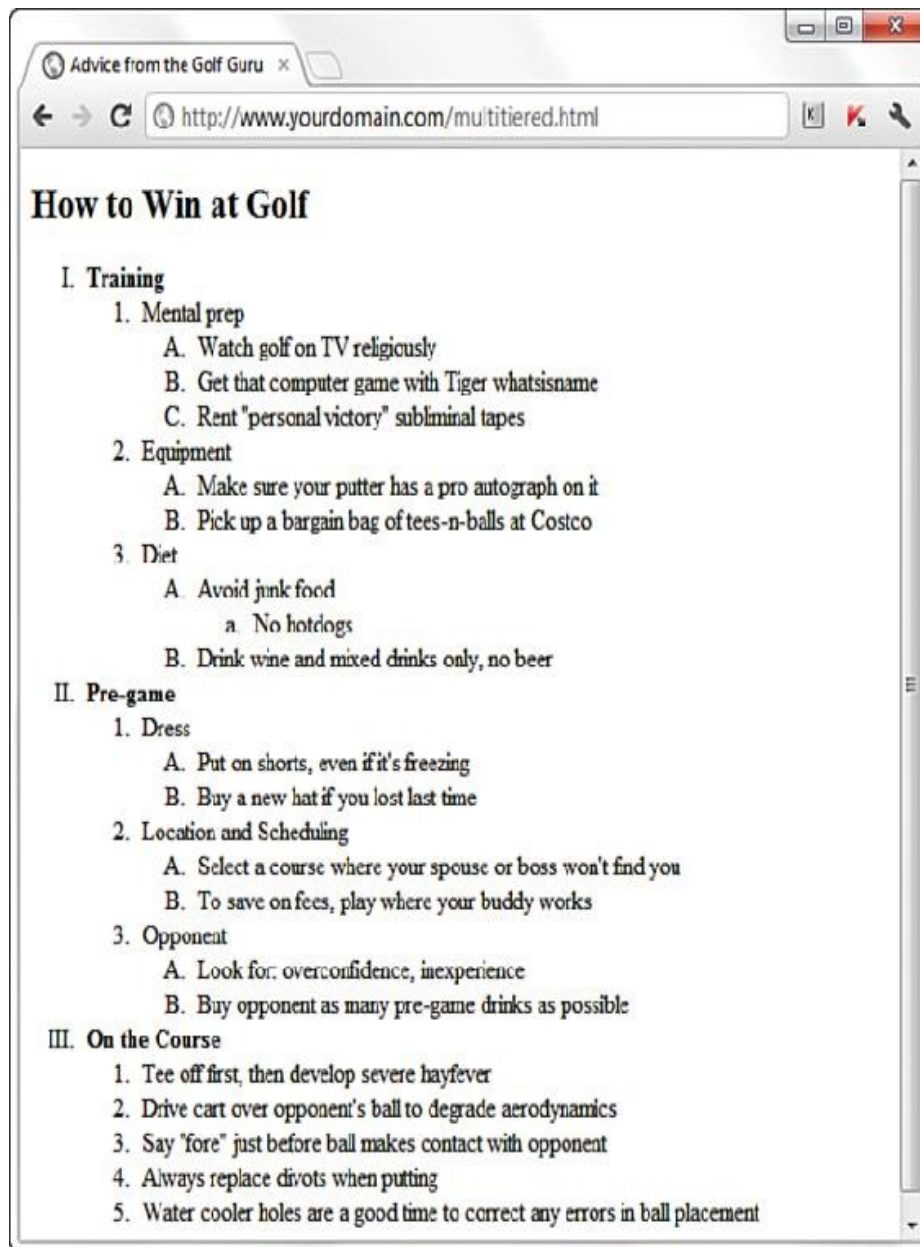 Advice from the Golf Guru
http://www.yourdomain.com/multitiered.html
How to Win at Golf
I. Training
1. Mental prep
A. Watch golf on TV religiously
B. Get that computer game with Tiger whatsisname
C. Rent "personal victory" subliminal tapes
2. Equipment
A. Make sure your putter has a pro autograph on it
B. Pick up a bargain bag of tees-n-balls at Costco
3. Diet
A. Avoid junk food
a. No hotdogs
B. Drink wine and mixed drinks only, no beer
II. Pre-game
1. Dress
A. Put on shorts, even if it's freezing
B. Buy a new hat if you lost last time
2. Location and Scheduling
A. Select a course where your spouse or boss won't find you
B. To save on fees, play where your buddy works
3. Opponent
A. Look for: overconfidence, inexperience
B. Buy opponent as many pre-game drinks as possible
III. On the Course
1. Tee off first, then develop severe hayfever
2. Drive cart over opponent's ball to degrade aerodynamics
3. Say "fore" just before ball makes contact with opponent
4. Always replace divots when putting
5. Water cooler holes are a good time to correct any errors in ball placement